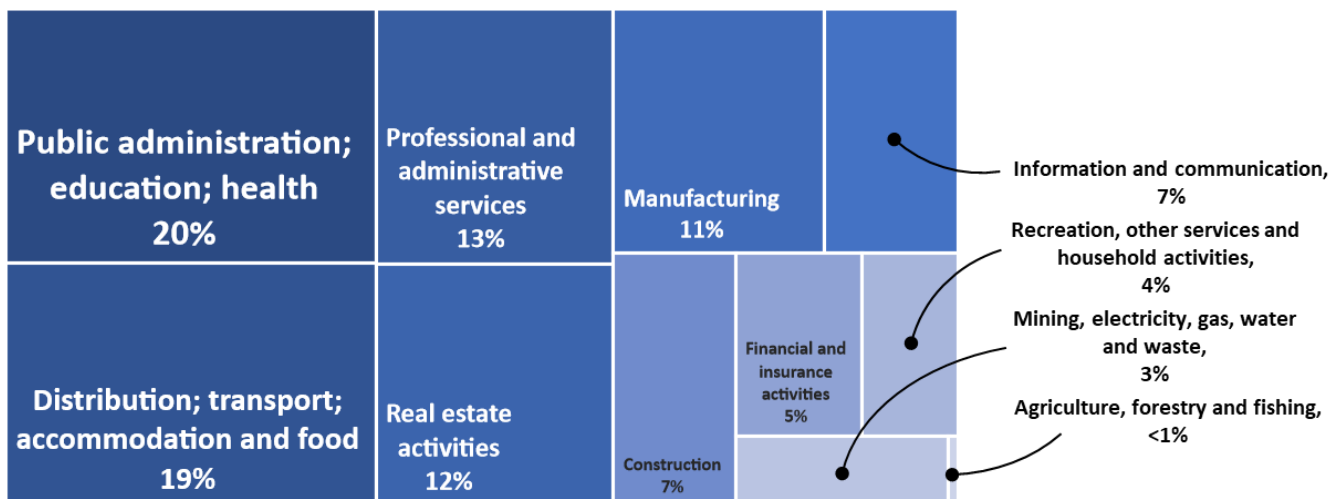 Public administration;
education; health
20%
Distribution; transport;
accommodation and food
19%
Professional and
administrative
services
13%
Real estate
activities
12%
Manufacturing
11%
Construction
7%
Financial and
insurance
activities
5%
Information and communication,
7%
Recreation, other services and
household activities,
4%
Mining, electricity, gas, water
and waste,
3%
Agriculture, forestry and fishing,
<1%